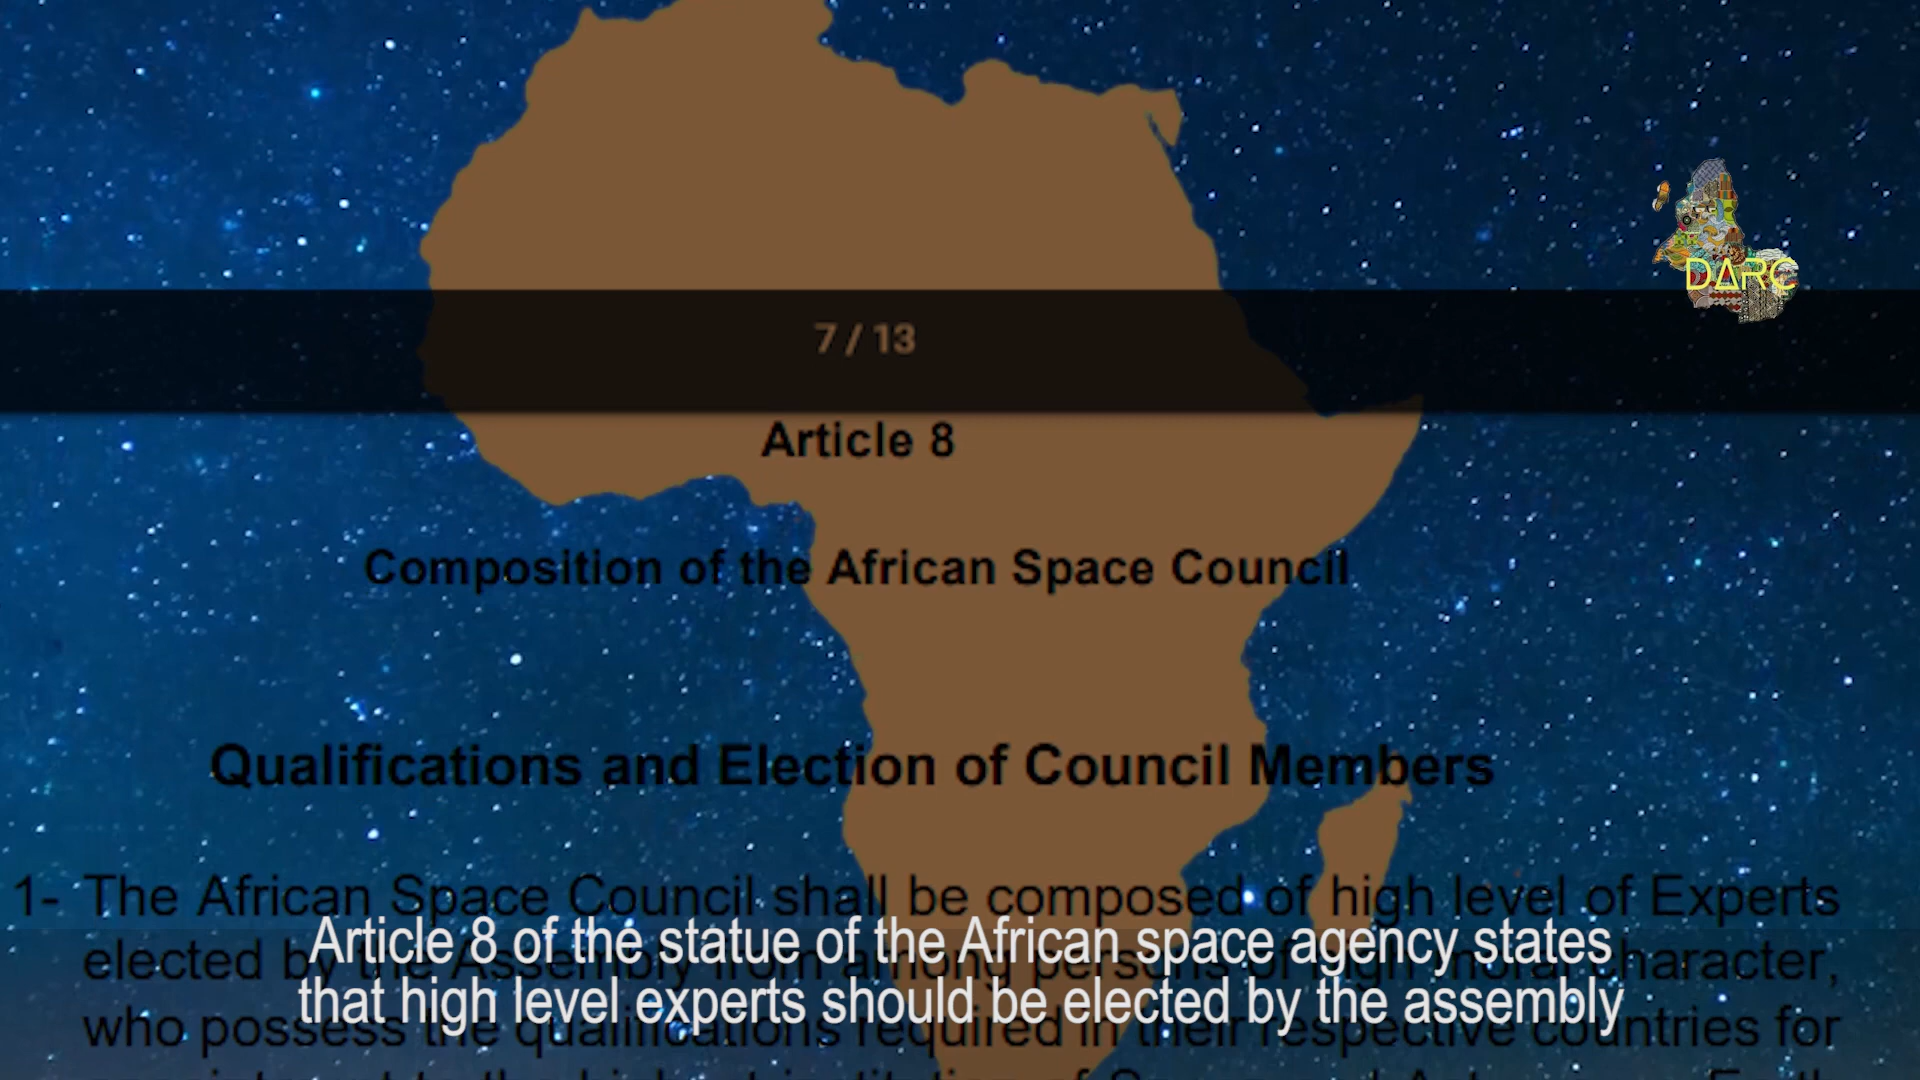 DARC
7 / 13
Article 8
Composition of the African Space Council
Qualifications and Election of Council Members
1- The African Space Council shall be composed of high level of Experts
elected by the Assembly from among persons of high moral character,
who possess the qualifications required in their respective countries for
Article 8 of the statue of the African space agency states
that high level experts should be elected by the assembly